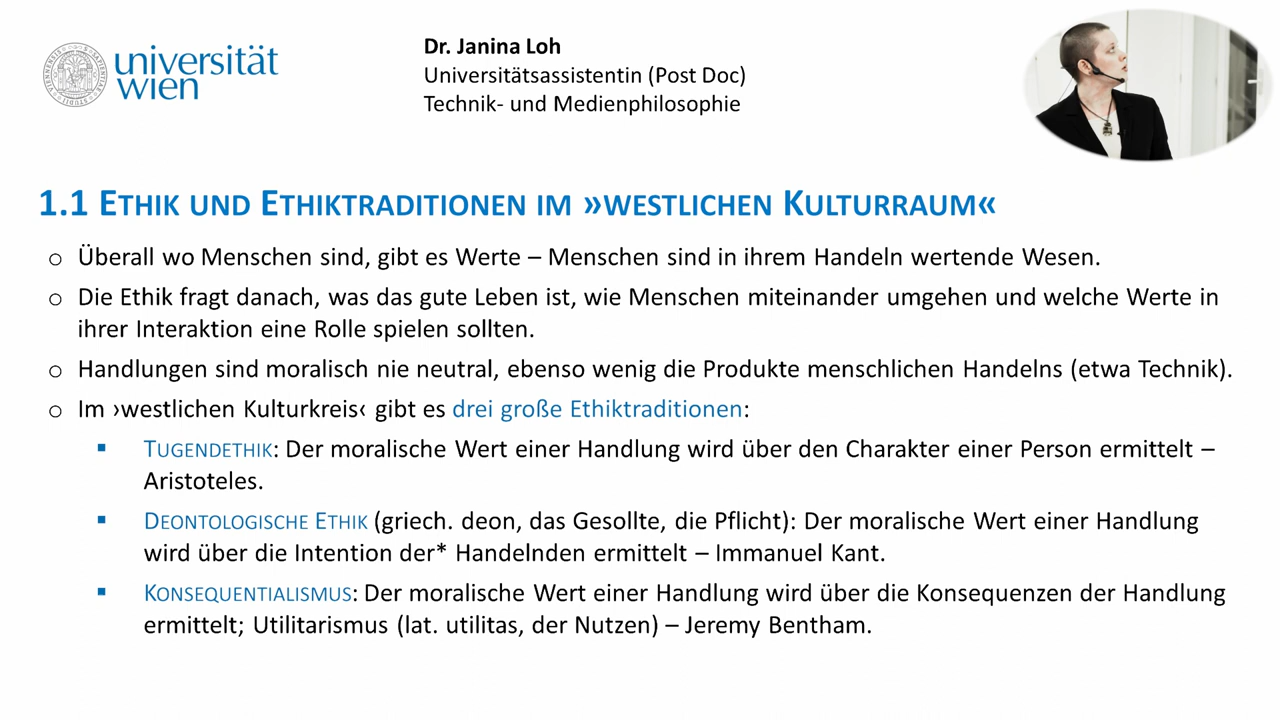 universität
wien
Dr. Janina Loh
Universitätsassistentin (Post Doc)
Technik- und Medienphilosophie
1.1 Ethik und Ethiktraditionen im »westlichen Kulturraum«
o Überall wo Menschen sind, gibt es Werte – Menschen sind in ihrem Handeln wertende Wesen.
o Die Ethik fragt danach, was das gute Leben ist, wie Menschen miteinander umgehen und welche Werte in
ihrer Interaktion eine Rolle spielen sollten.
o Handlungen sind moralisch nie neutral, ebenso wenig die Produkte menschlichen Handelns (etwa Technik).
o Im ›westlichen Kulturkreis‹ gibt es drei große Ethiktraditionen:
▪ Tugendethik: Der moralische Wert einer Handlung wird über den Charakter einer Person ermittelt –
Aristoteles.
▪ Deontologische Ethik (griech. deon, das Gesollte, die Pflicht): Der moralische Wert einer Handlung
wird über die Intention der* Handelnden ermittelt – Immanuel Kant.
▪ Konsequentialismus: Der moralische Wert einer Handlung wird über die Konsequenzen der Handlung
ermittelt; Utilitarismus (lat. utilitas, der Nutzen) – Jeremy Bentham.